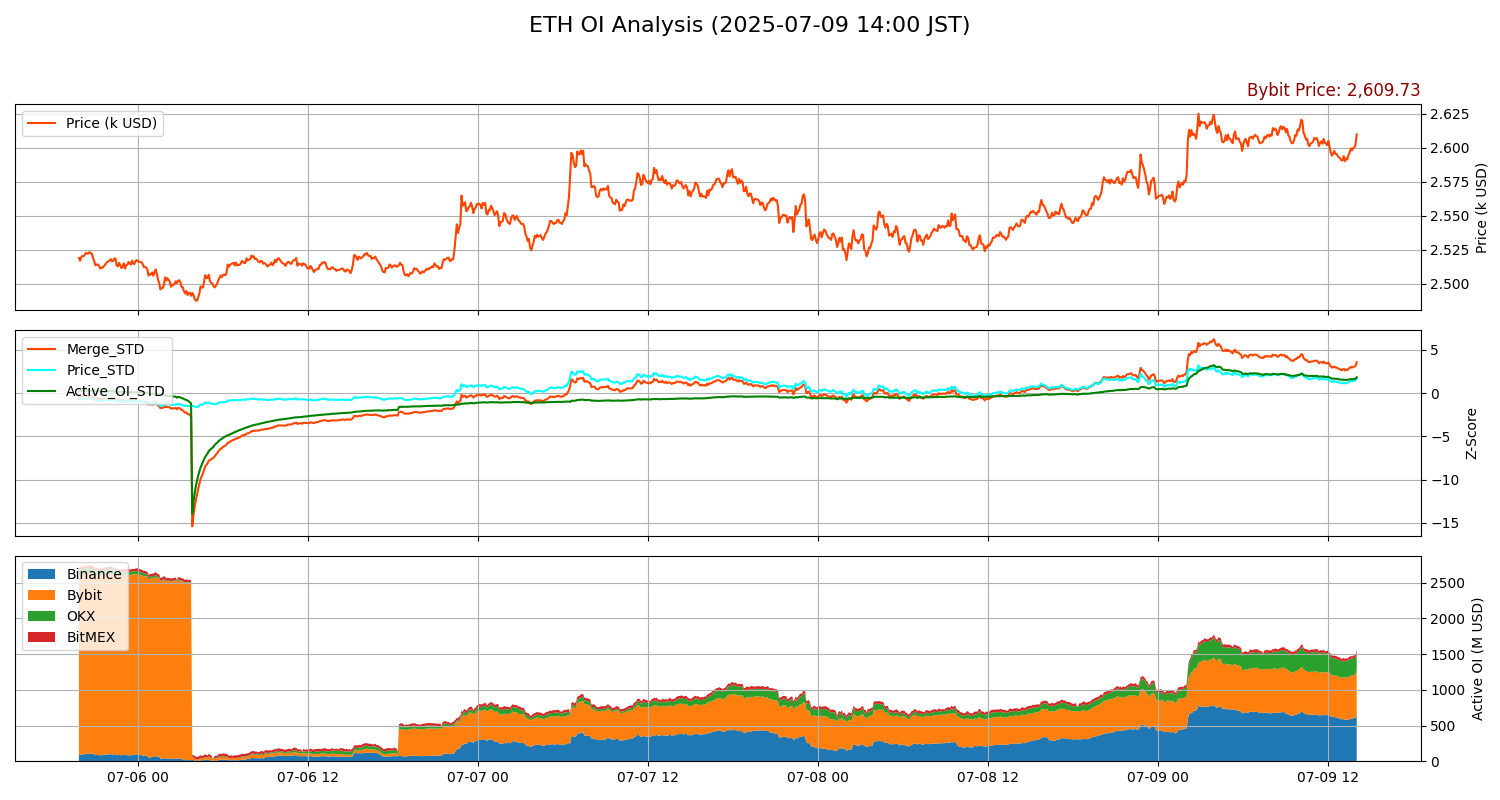 ETH OI Analysis (2025-07-09 14:00 JST)
Bybit Price: 2,609.73
Price (k USD)
2.625
2.600
2.575
2.550
2.525
2.500
Price (k USD)
Merge_STD
Price_STD
Active_OI_STD
5
0
−5
−10
−15
Z-Score
Binance
Bybit
OKX
BitMEX
2500
2000
1500
1000
500
0
Active OI (M USD)
07-06 00
07-06 12
07-07 00
07-07 12
07-08 00
07-08 12
07-09 00
07-09 12